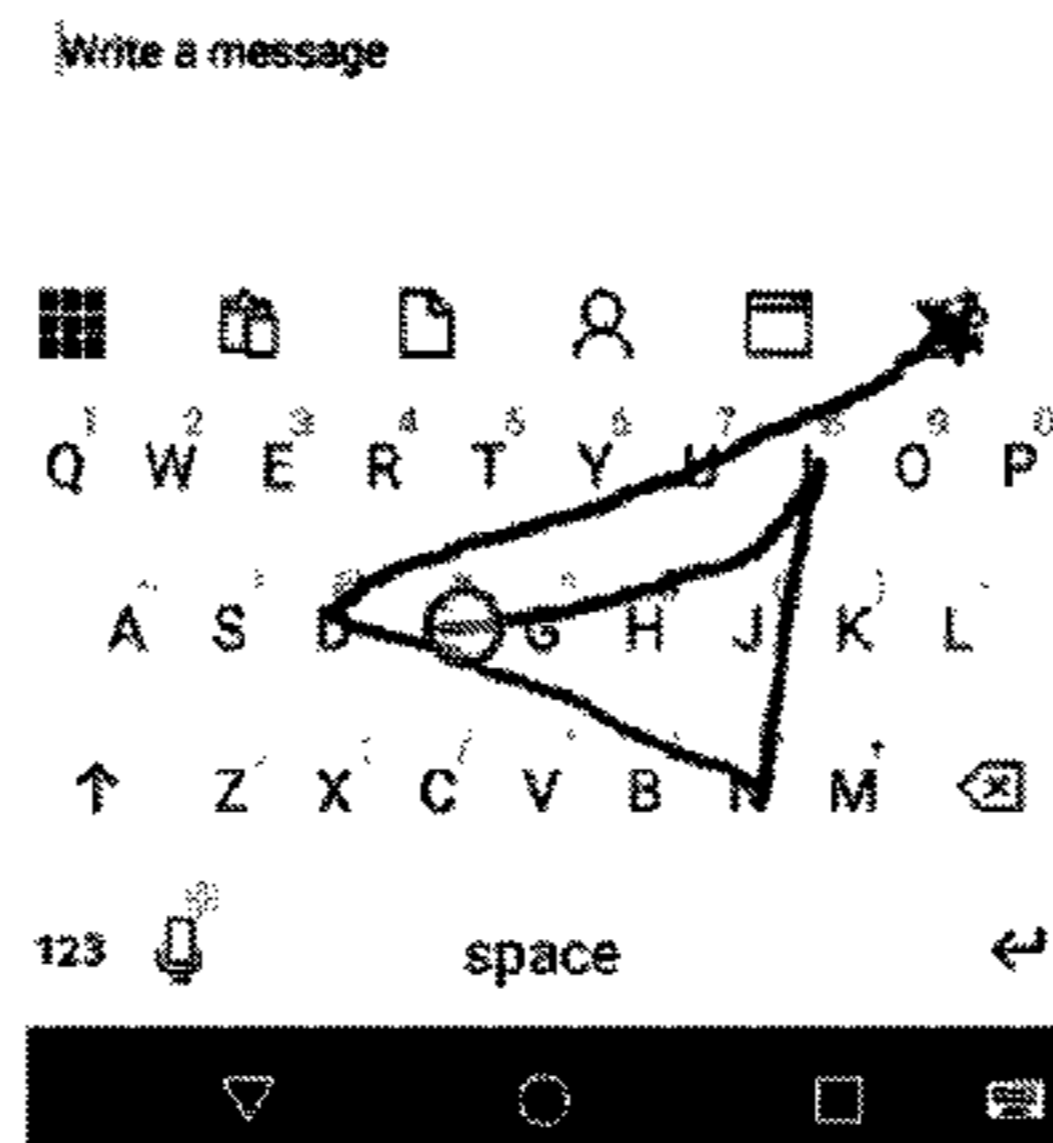 Write a message
1 2 3 4 5 6 7 8 9 0
Q W E R T Y U I O P
A S D G H J K L
Z X C V B N M
123 space